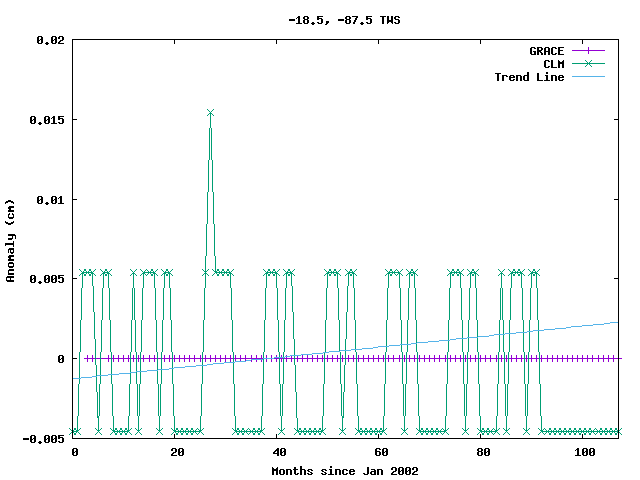 -18.5, -87.5 TWS
0.02
0.015
0.01
0.005
0
-0.005
Anomaly (cm)
GRACE
CLM
Trend Line
0 20 40 60 80 100
Months since Jan 2002